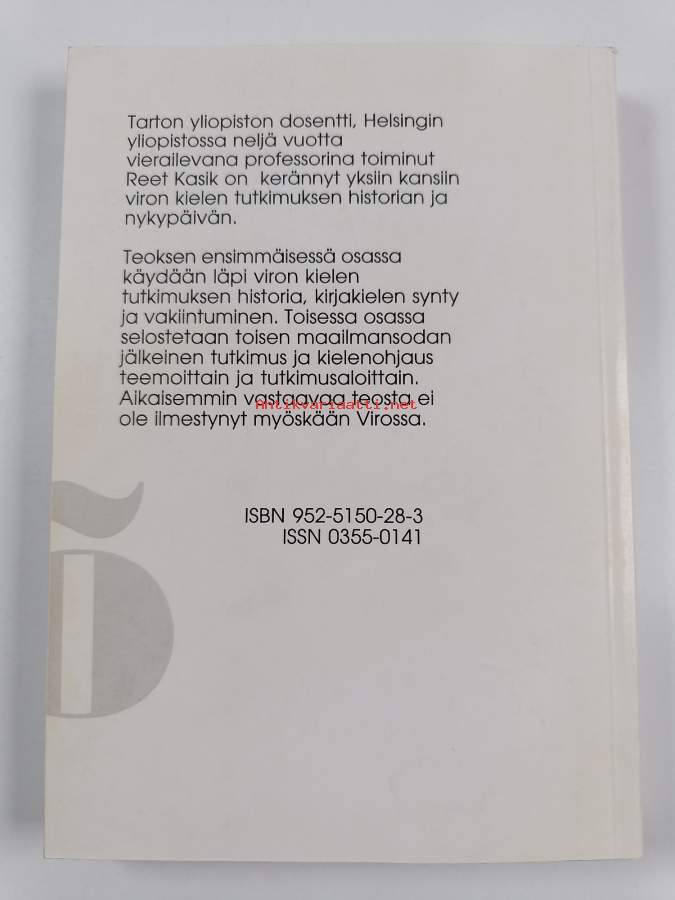 Tarton yliopiston dosentti, Helsingin
yliopistossa neljä vuotta
vierailevana professorina toiminut
Reet Kasik on kerännyt yksiin kansiin
viron kielen tutkimuksen historian ja
nykypäivän.
Teoksen ensimmäisessä osassa
käydään läpi viron kielen
tutkimuksen historia, kirjakielen synty
ja vakiintuminen. Toisessa osassa
selostetaan toisen maailmansodan
jälkeinen tutkimus ja kielenohjaus
teemoittain ja tutkimusaloittain.
Aikaisemmin vastaavaa teosta ei
Antikvariaatti.net
ole ilmestynyt myöskään Virossa.
ISBN 952-5150-28-3
ISSN 0355-0141
õ